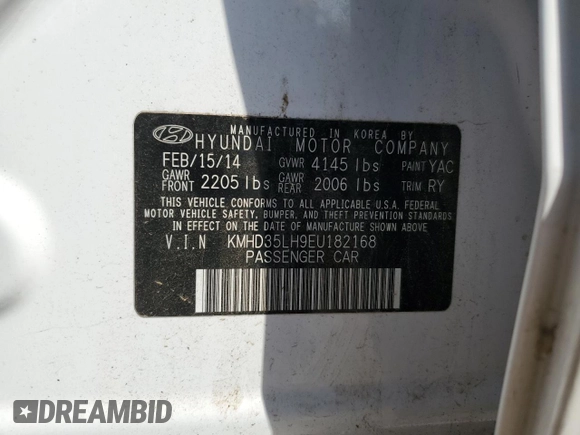 MANUFACTURED IN KOREA BY
HYUNDAI MOTOR COMPANY
FEB/15/14 GVWR 4145 lbs PAINT YAC
GAWR FRONT 2205 lbs GAWR REAR 2006 lbs TRIM RY
THIS VEHICLE CONFORMS TO ALL APPLICABLE U.S.A. FEDERAL
MOTOR VEHICLE SAFETY, BUMPER, AND THEFT PREVENTION STANDARDS
IN EFFECT ON THE DATE OF MANUFACTURE SHOWN ABOVE.
V.I.N KMHD35LH9EU182168
PASSENGER CAR
DREAMBID